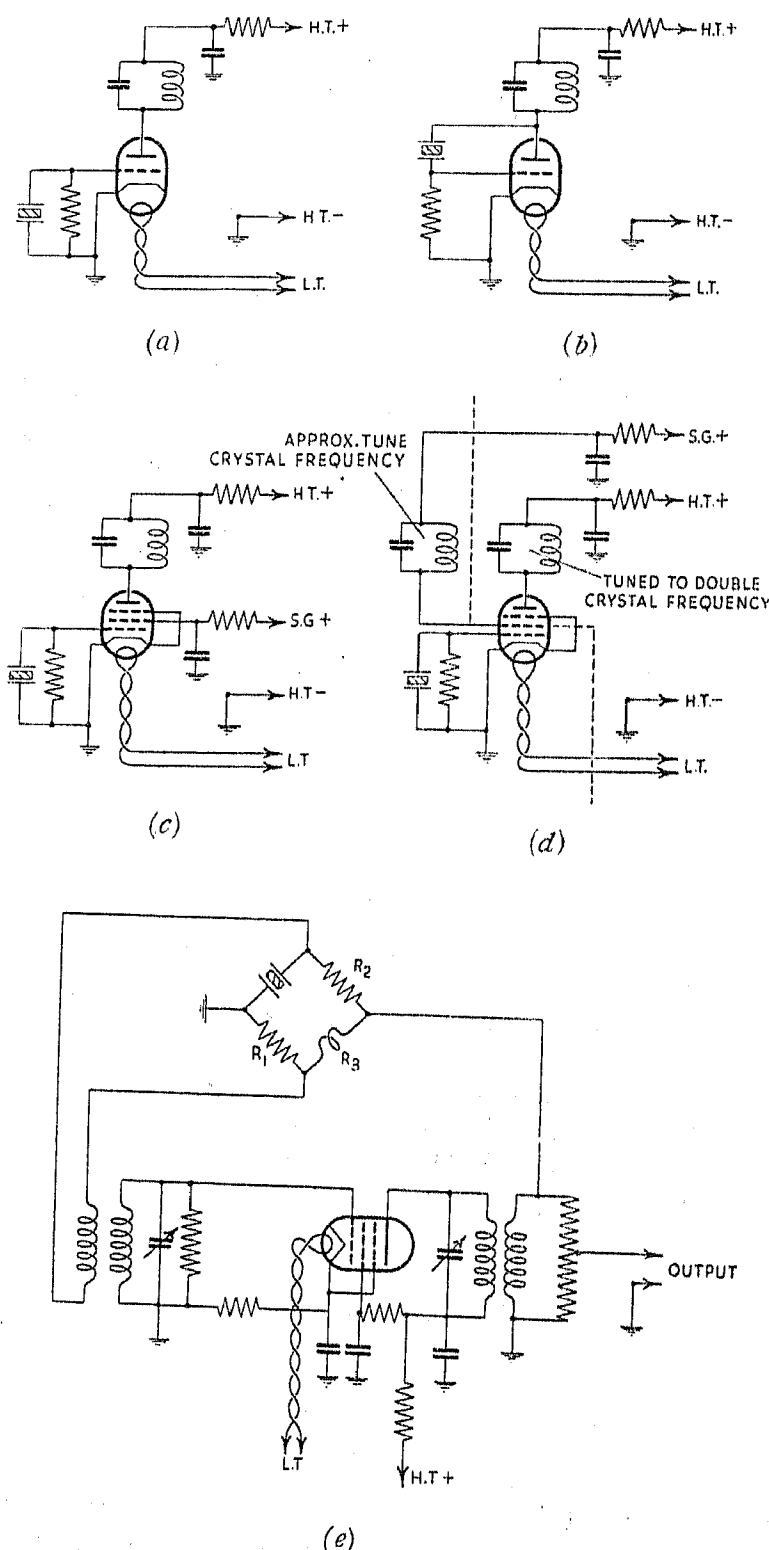 H.T.+
H T.-
L.T.
(a)
H.T.+
H.T.-
L.T.
(b)
H T.+
S.G +
H.T-
L.T
(c)
APPROX. TUNE
CRYSTAL FREQUENCY
S.G.+
H.T.+
TUNED TO DOUBLE
CRYSTAL FREQUENCY
H.T.-
L.T.
(d)
R2
R1
R3
OUTPUT
L.T
H.T+
(e)